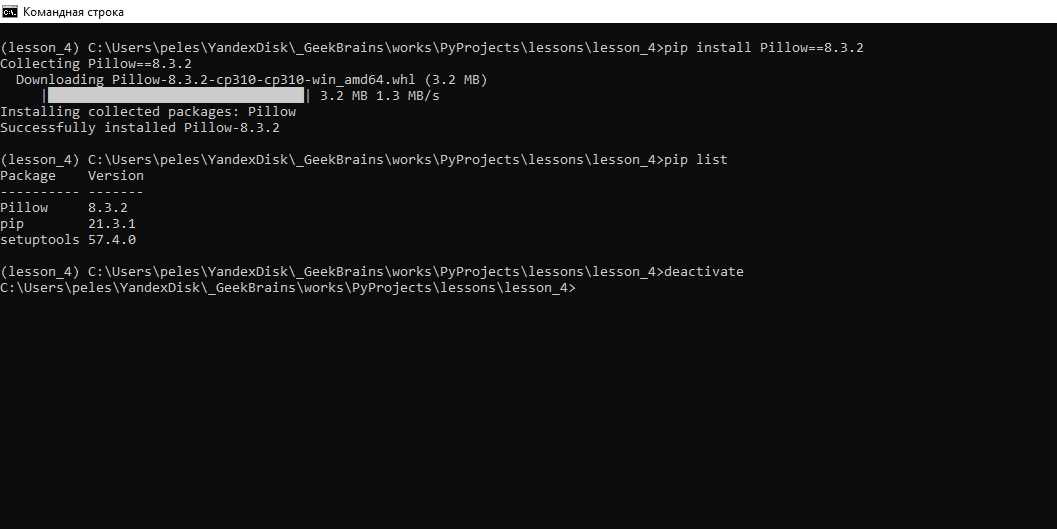 Командная строка
(lesson_4) C:\Users\peles\YandexDisk\_GeekBrains\works\PyProjects\lessons\lesson_4>pip install Pillow==8.3.2
Collecting Pillow==8.3.2
  Downloading Pillow-8.3.2-cp310-cp310-win_amd64.whl (3.2 MB)
     |████████████████████████████████| 3.2 MB 1.3 MB/s
Installing collected packages: Pillow
Successfully installed Pillow-8.3.2
(lesson_4) C:\Users\peles\YandexDisk\_GeekBrains\works\PyProjects\lessons\lesson_4>pip list
Package    Version
---------- -------
Pillow     8.3.2
pip        21.3.1
setuptools 57.4.0
(lesson_4) C:\Users\peles\YandexDisk\_GeekBrains\works\PyProjects\lessons\lesson_4>deactivate
C:\Users\peles\YandexDisk\_GeekBrains\works\PyProjects\lessons\lesson_4>